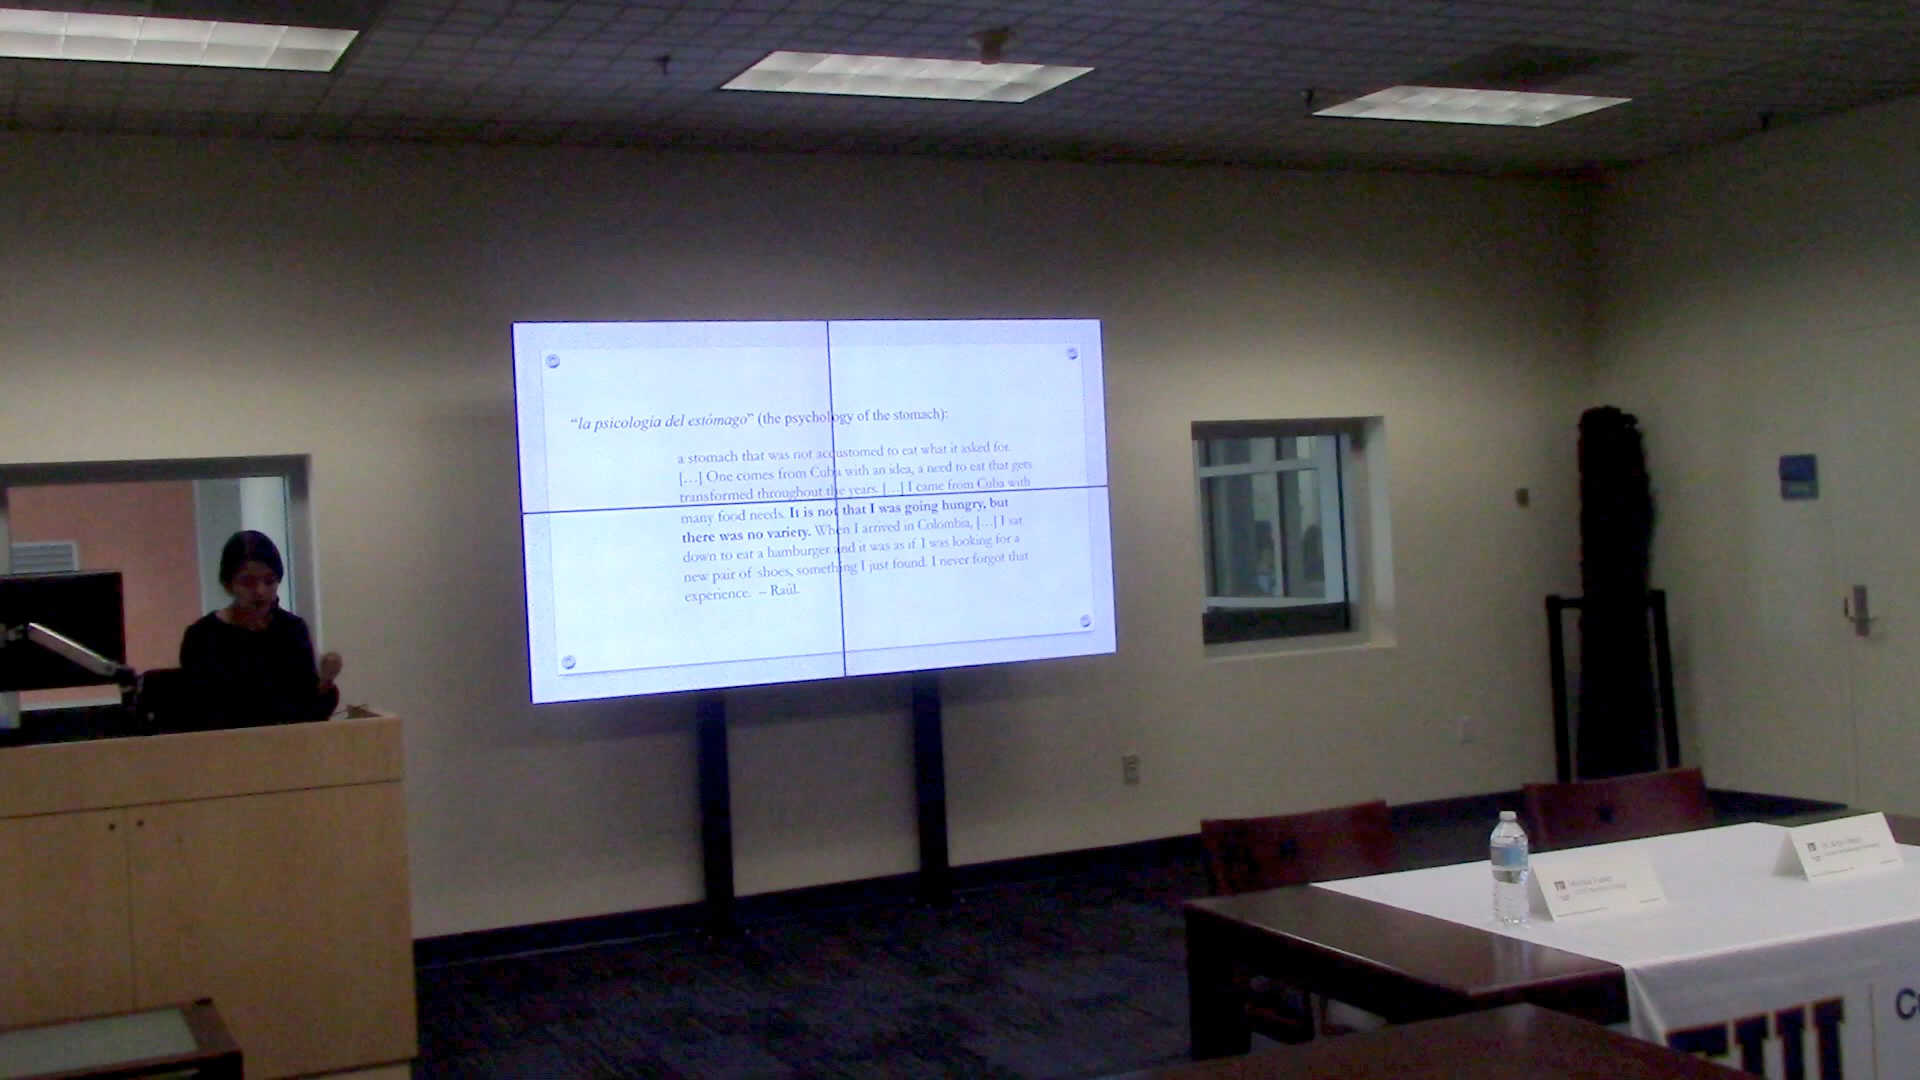 “la psicología del estómago” (the psychology of the stomach):
a stomach that was not accustomed to eat what it asked for.
[…] One comes from Cuba with an idea, a need to eat that gets
transformed throughout the years. […] I came from Cuba with
many food needs. It is not that I was going hungry, but
there was no variety. When I arrived in Colombia, […] I sat
down to eat a hamburger and it was as if I was looking for a
new pair of shoes, something I just found. I never forgot that
experience. – Raúl.
FIU